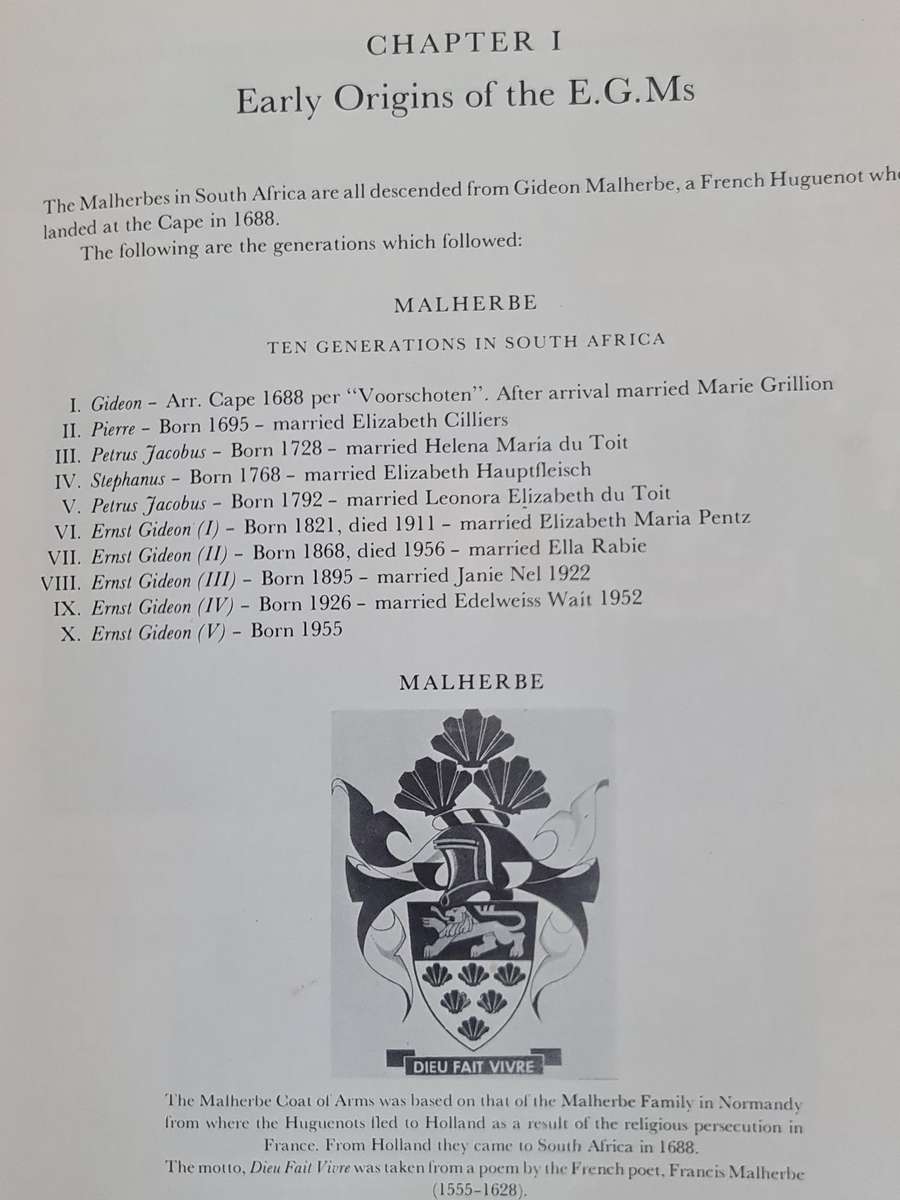 CHAPTER I
Early Origins of the E.G.Ms
The Malherbes in South Africa are all descended from Gideon Malherbe, a French Huguenot who
landed at the Cape in 1688.
The following are the generations which followed:
MALHERBE
TEN GENERATIONS IN SOUTH AFRICA
I. Gideon – Arr. Cape 1688 per “Voorschoten”. After arrival married Marie Grillion
II. Pierre – Born 1695 – married Elizabeth Cilliers
III. Petrus Jacobus – Born 1728 – married Helena Maria du Toit
IV. Stephanus – Born 1768 – married Elizabeth Hauptfleisch
V. Petrus Jacobus – Born 1792 – married Leonora Elizabeth du Toit
VI. Ernst Gideon (I) – Born 1821, died 1911 – married Elizabeth Maria Pentz
VII. Ernst Gideon (II) – Born 1868, died 1956 – married Ella Rabie
VIII. Ernst Gideon (III) – Born 1895 – married Janie Nel 1922
IX. Ernst Gideon (IV) – Born 1926 – married Edelweiss Wait 1952
X. Ernst Gideon (V) – Born 1955
MALHERBE
DIEU FAIT VIVRE
The Malherbe Coat of Arms was based on that of the Malherbe Family in Normandy
from where the Huguenots fled to Holland as a result of the religious persecution in
France. From Holland they came to South Africa in 1688.
The motto, Dieu Fait Vivre was taken from a poem by the French poet, Francis Malherbe
(1555-1628).